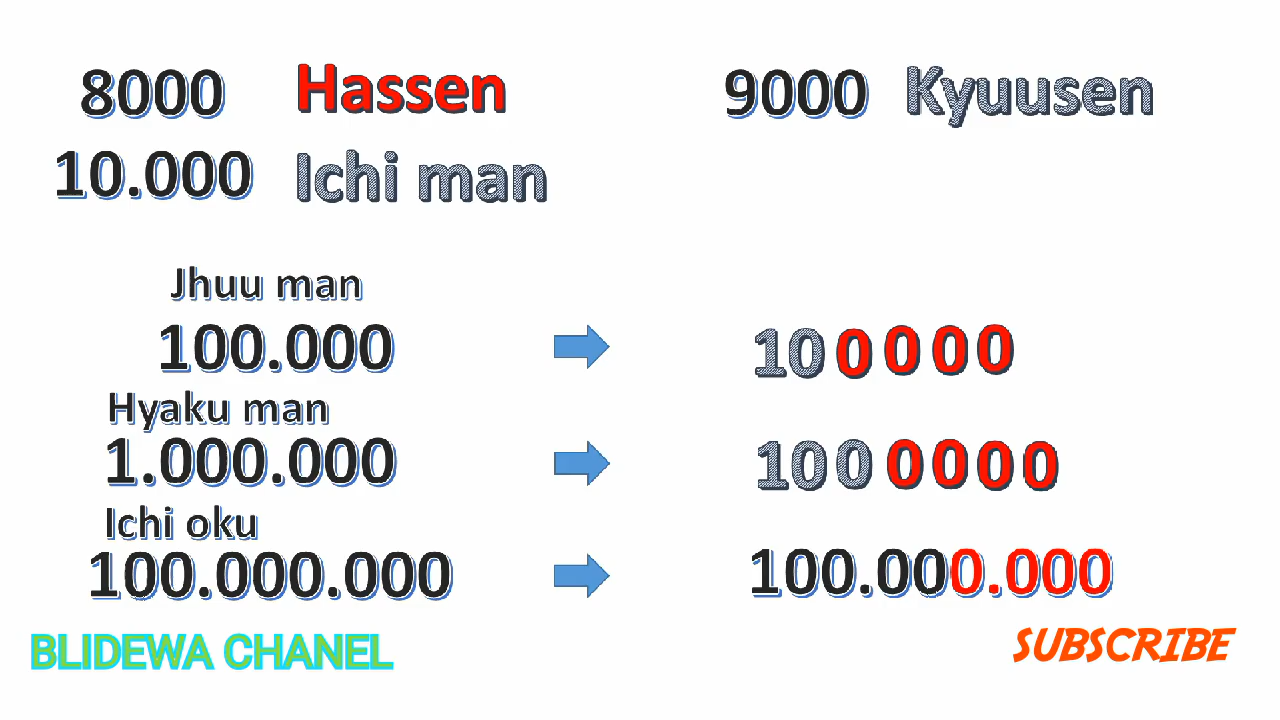 8000 Hassen 9000 Kyuusen
10.000 Ichi man
Jhuu man
100.000 100000
Hyaku man
1.000.000 1000000
Ichi oku
100.000.000 100.000.000
BLIDEWA CHANEL SUBSCRIBE